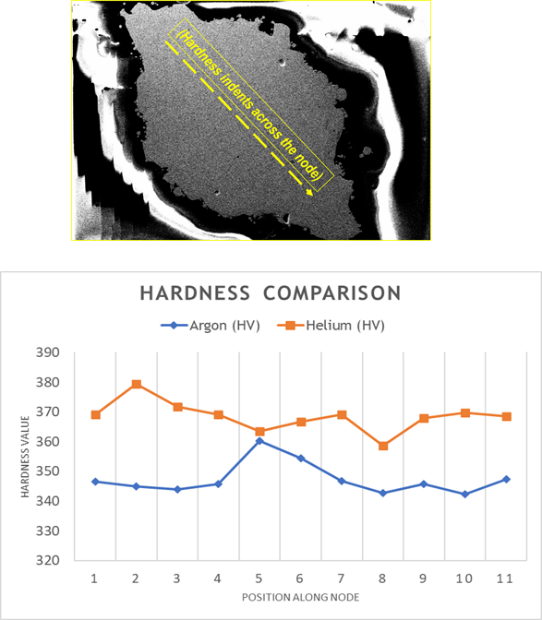 (Hardness indents across the node)
HARDNESS COMPARISON
Argon (HV) Helium (HV)
390
380
370
360
350
340
330
320
HARDNESS VALUE
1 2 3 4 5 6 7 8 9 10 11
POSITION ALONG NODE